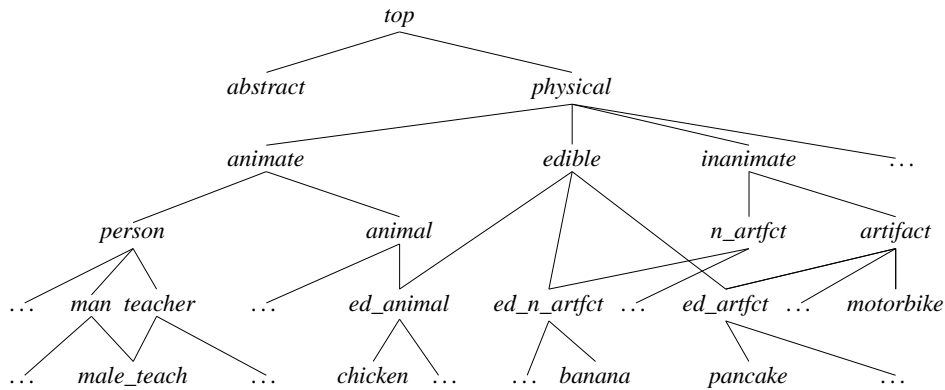 top
abstract physical
animate edible inanimate ...
person animal n_artfct artifact
... man teacher ... ed_animal ed_n_artfct ... ed_artfct ... motorbike
... male_teach ... chicken ... ... banana pancake ...